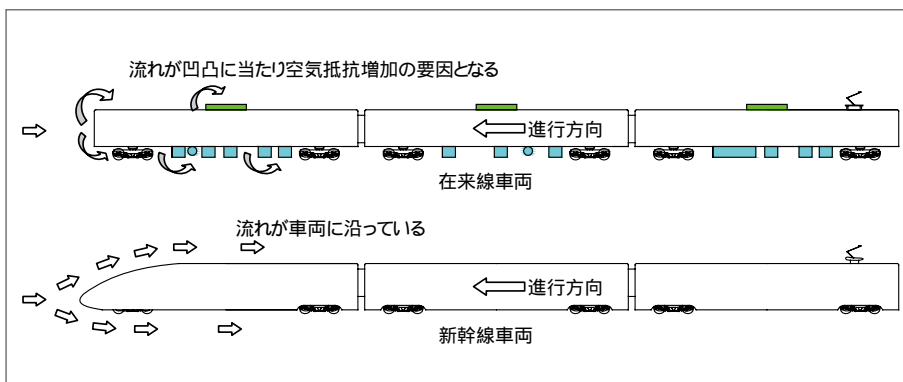 流れが凹凸に当たり空気抵抗増加の要因となる
進行方向
在来線車両
流れが車両に沿っている
進行方向
新幹線車両